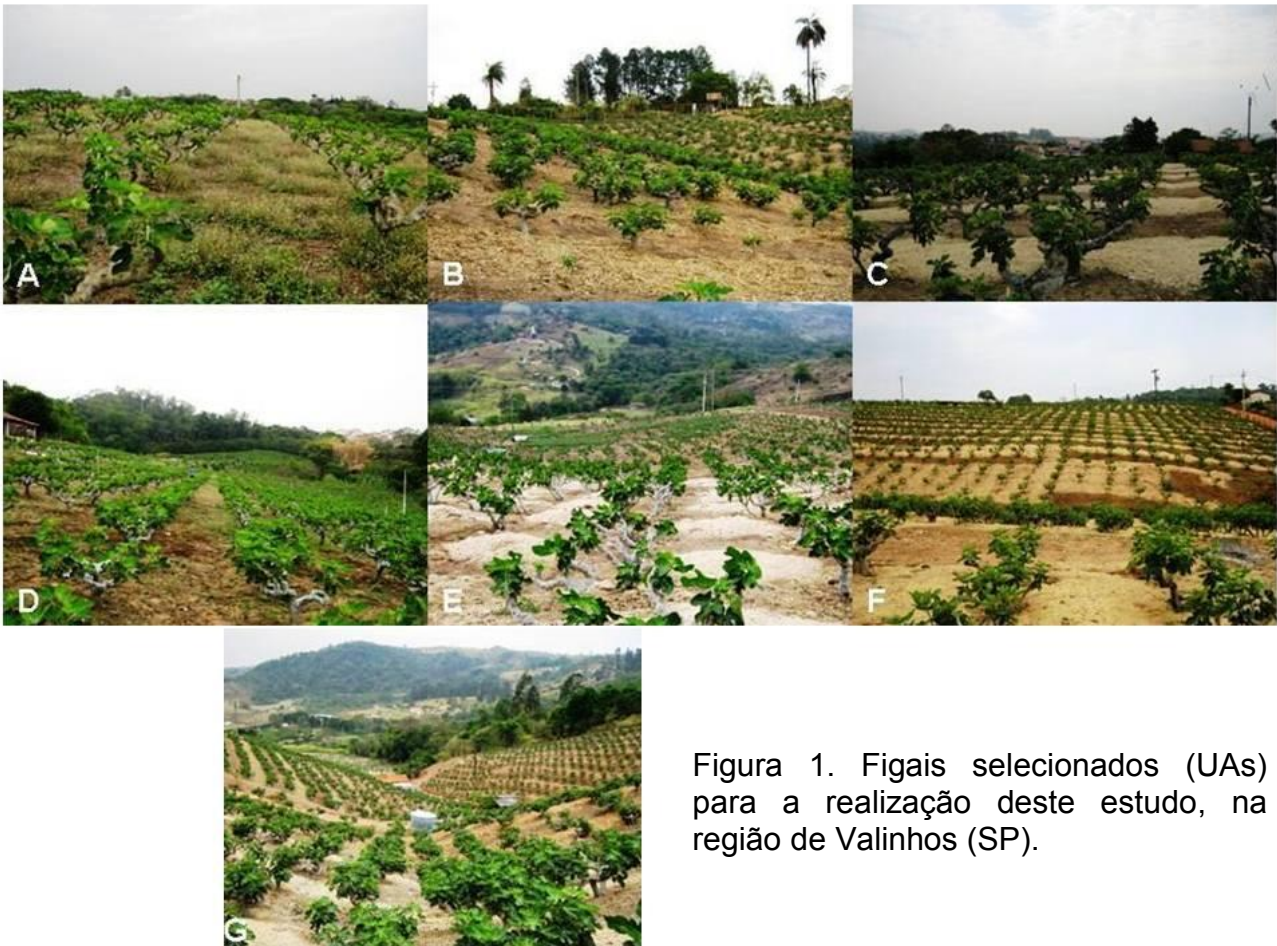 A
B
C
D
E
F
G
Figura 1. Figais selecionados (UAs)
para a realização deste estudo, na
região de Valinhos (SP).